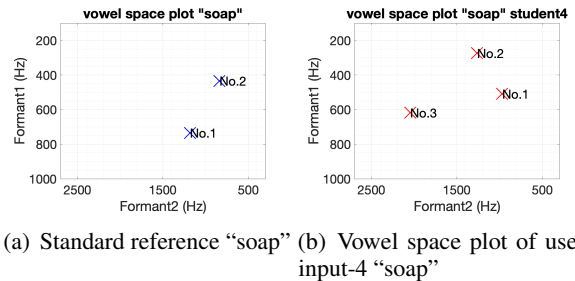 vowel space plot "soap"
200
400
600
800
1000
Formant1 (Hz)
No.2
No.1
2500
1500
500
Formant2 (Hz)
vowel space plot "soap" student4
200
400
600
800
1000
Formant1 (Hz)
No.2
No.1
No.3
2500
1500
500
Formant2 (Hz)
(a) Standard reference “soap”
(b) Vowel space plot of use
input-4 “soap”